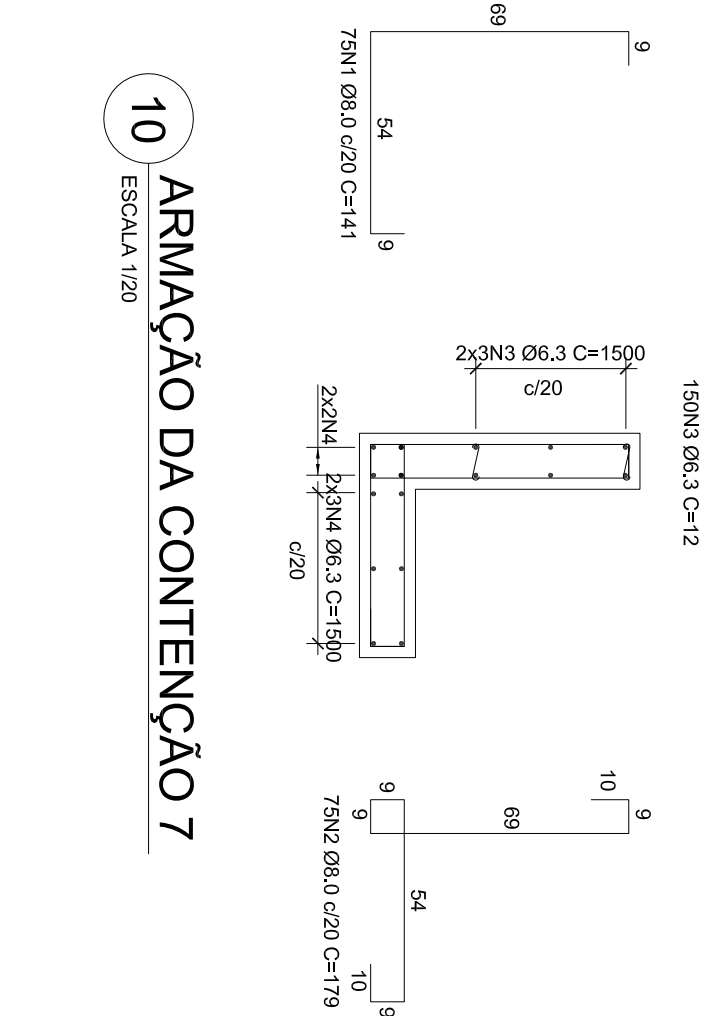 69
9
54
9
75N1 Ø8.0 c/20 C=141
2x3N3 Ø6.3 C=1500
c/20
150N3 Ø6.3 C=12
2x2N4
2x3N4 Ø6.3 C=1500
c/20
10
9
69
9
9
54
10
9
75N2 Ø8.0 c/20 C=179
10
ARMAÇÃO DA CONTENÇÃO 7
ESCALA 1/20